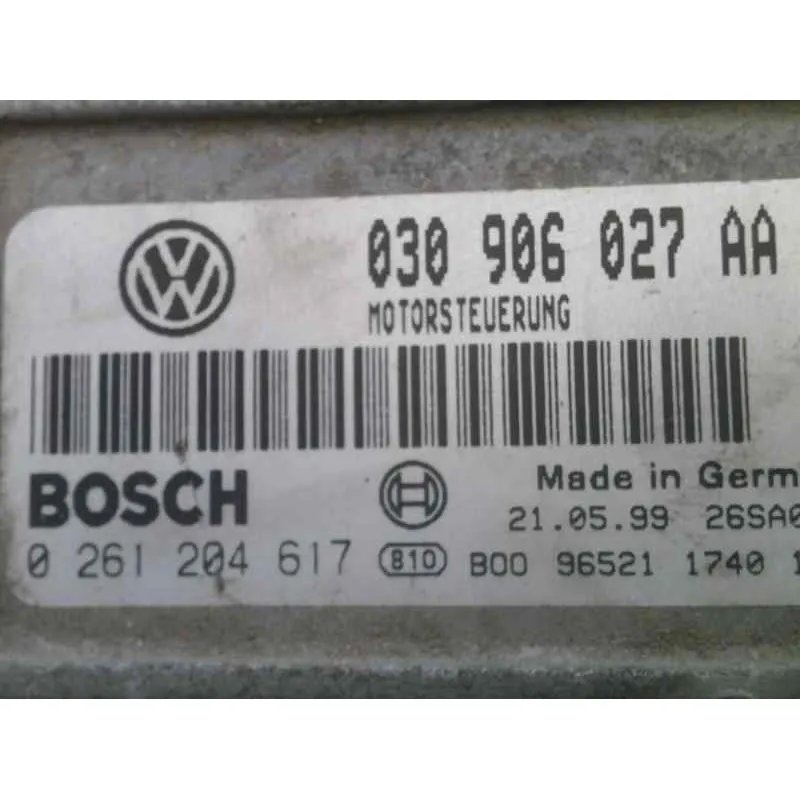 030 906 027 AA
MOTORSTEUERUNG
BOSCH
Made in Germ
21.05.99 26SA0
0 261 204 617 810 B00 96521 1740 1